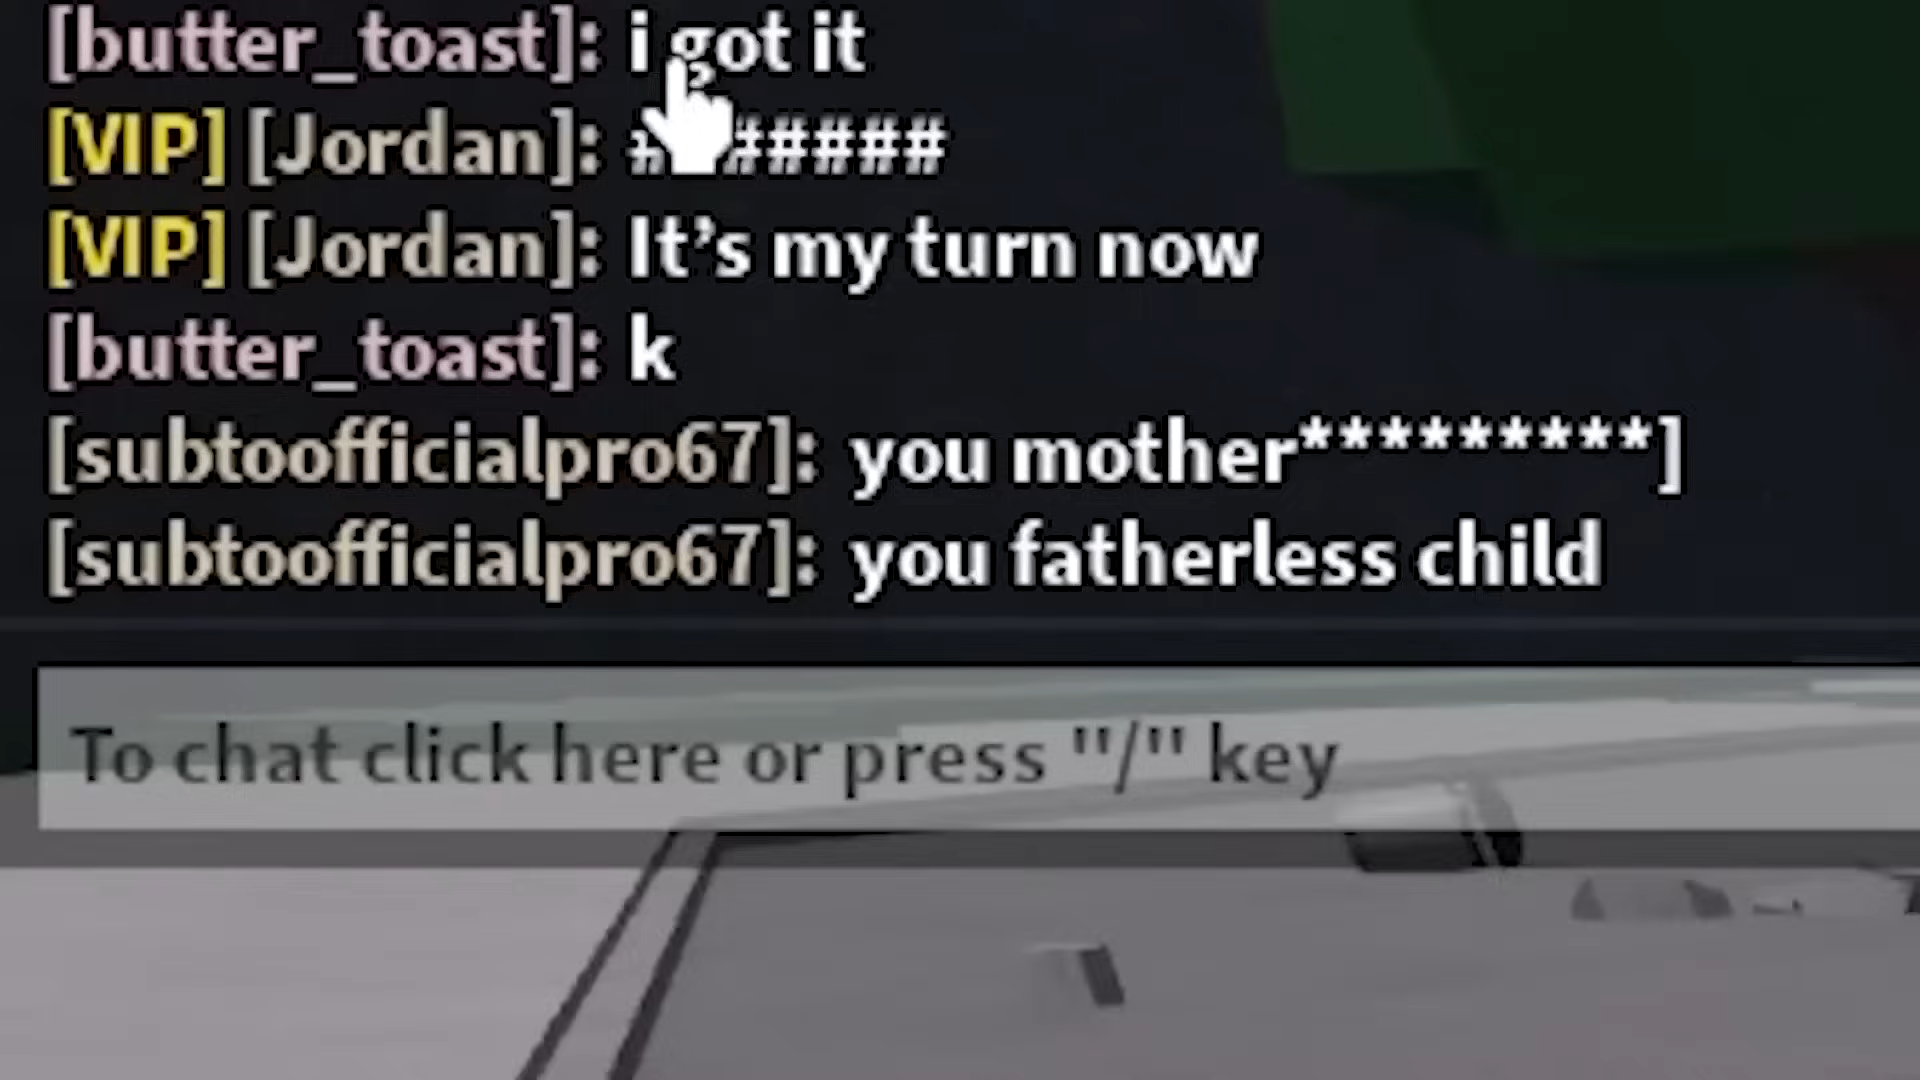 [butter_toast]: i got it
[VIP] [Jordan]: #######
[VIP] [Jordan]: It’s my turn now
[butter_toast]: k
[subtoofficialpro67]: you mother*********]
[subtoofficialpro67]: you fatherless child
To chat click here or press "/" key